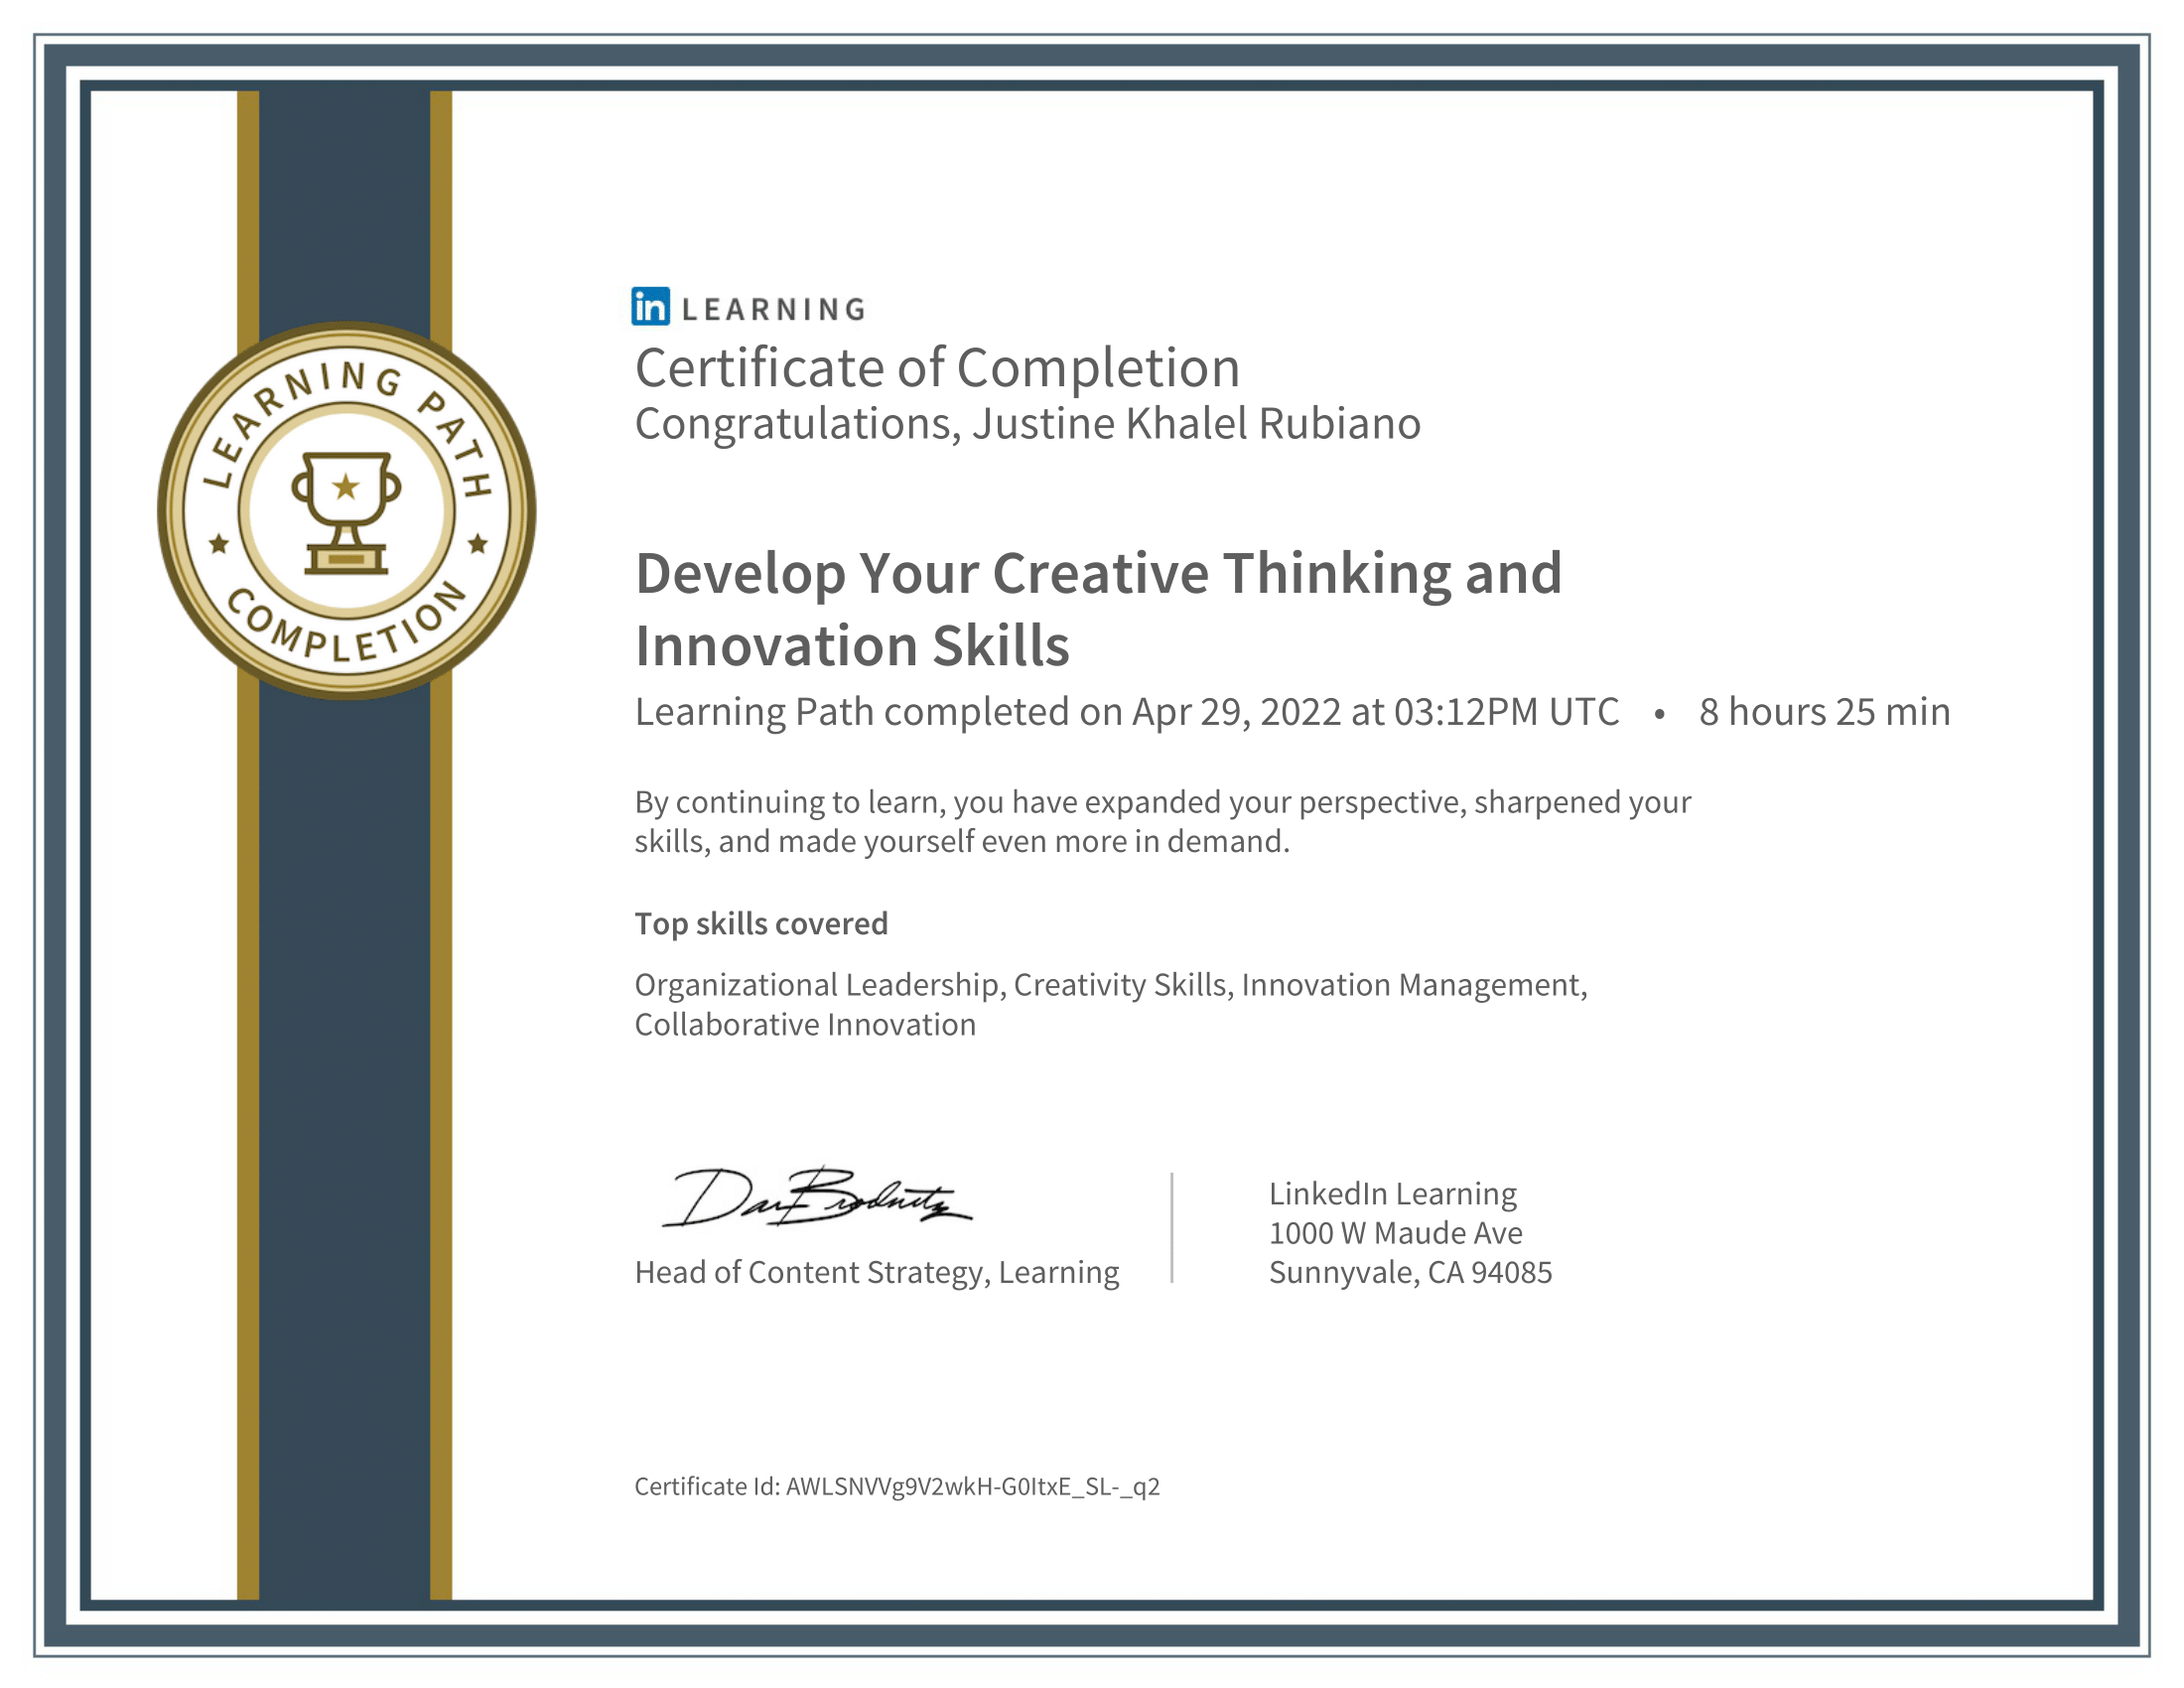 LEARNING PATH
COMPLETION
in LEARNING
Certificate of Completion
Congratulations, Justine Khalel Rubiano
Develop Your Creative Thinking and
Innovation Skills
Learning Path completed on Apr 29, 2022 at 03:12PM UTC • 8 hours 25 min
By continuing to learn, you have expanded your perspective, sharpened your
skills, and made yourself even more in demand.
Top skills covered
Organizational Leadership, Creativity Skills, Innovation Management,
Collaborative Innovation
Dan Brodnitz
Head of Content Strategy, Learning
LinkedIn Learning
1000 W Maude Ave
Sunnyvale, CA 94085
Certificate Id: AWLSNVVg9V2wkH-G0ItxE_SL-_q2